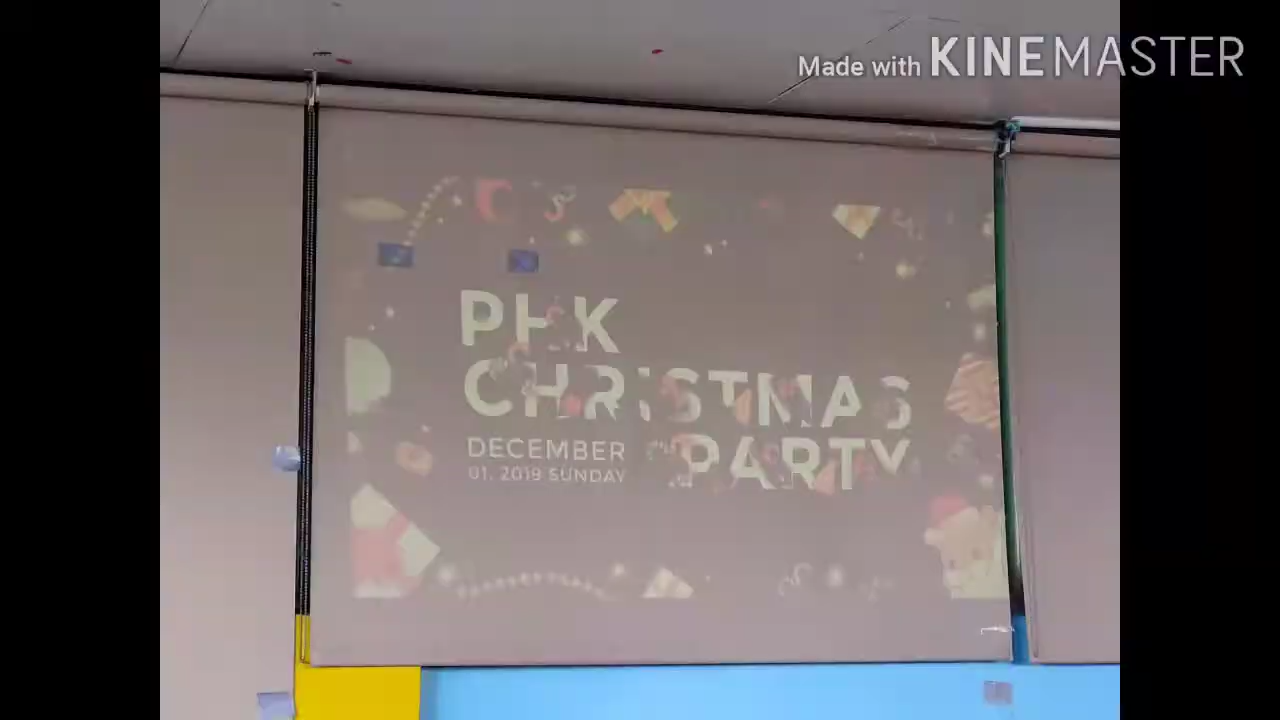 Made with KINEMASTER
PHK
CHRISTMAS
PARTY
DECEMBER
01, 2019 SUNDAY